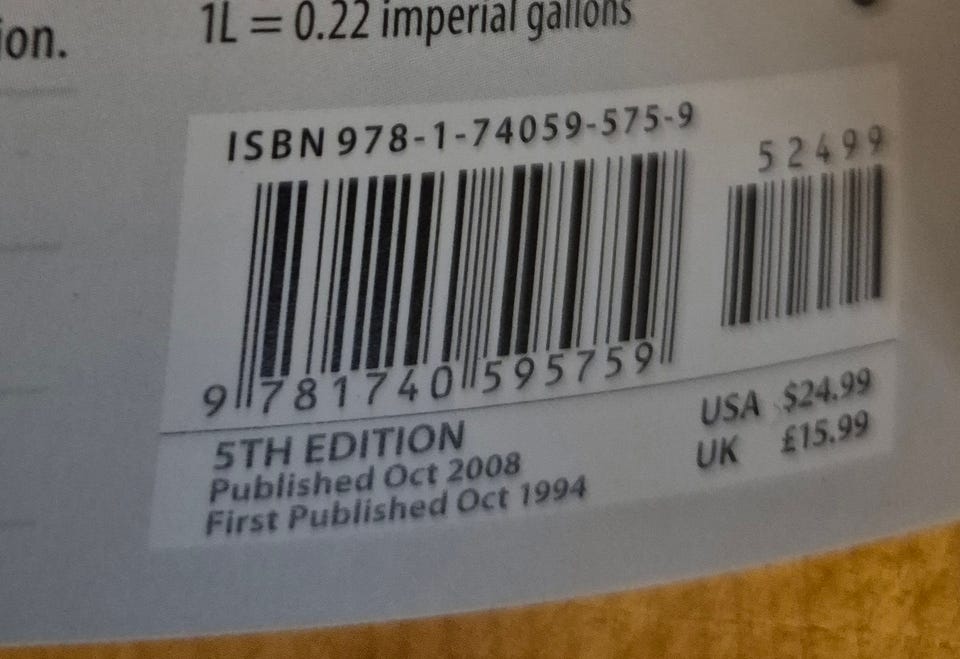 ion.
1L = 0.22 imperial gallons
ISBN 978-1-74059-575-9
52499
9 781740 595759
5TH EDITION
Published Oct 2008
First Published Oct 1994
USA $24.99
UK £15.99